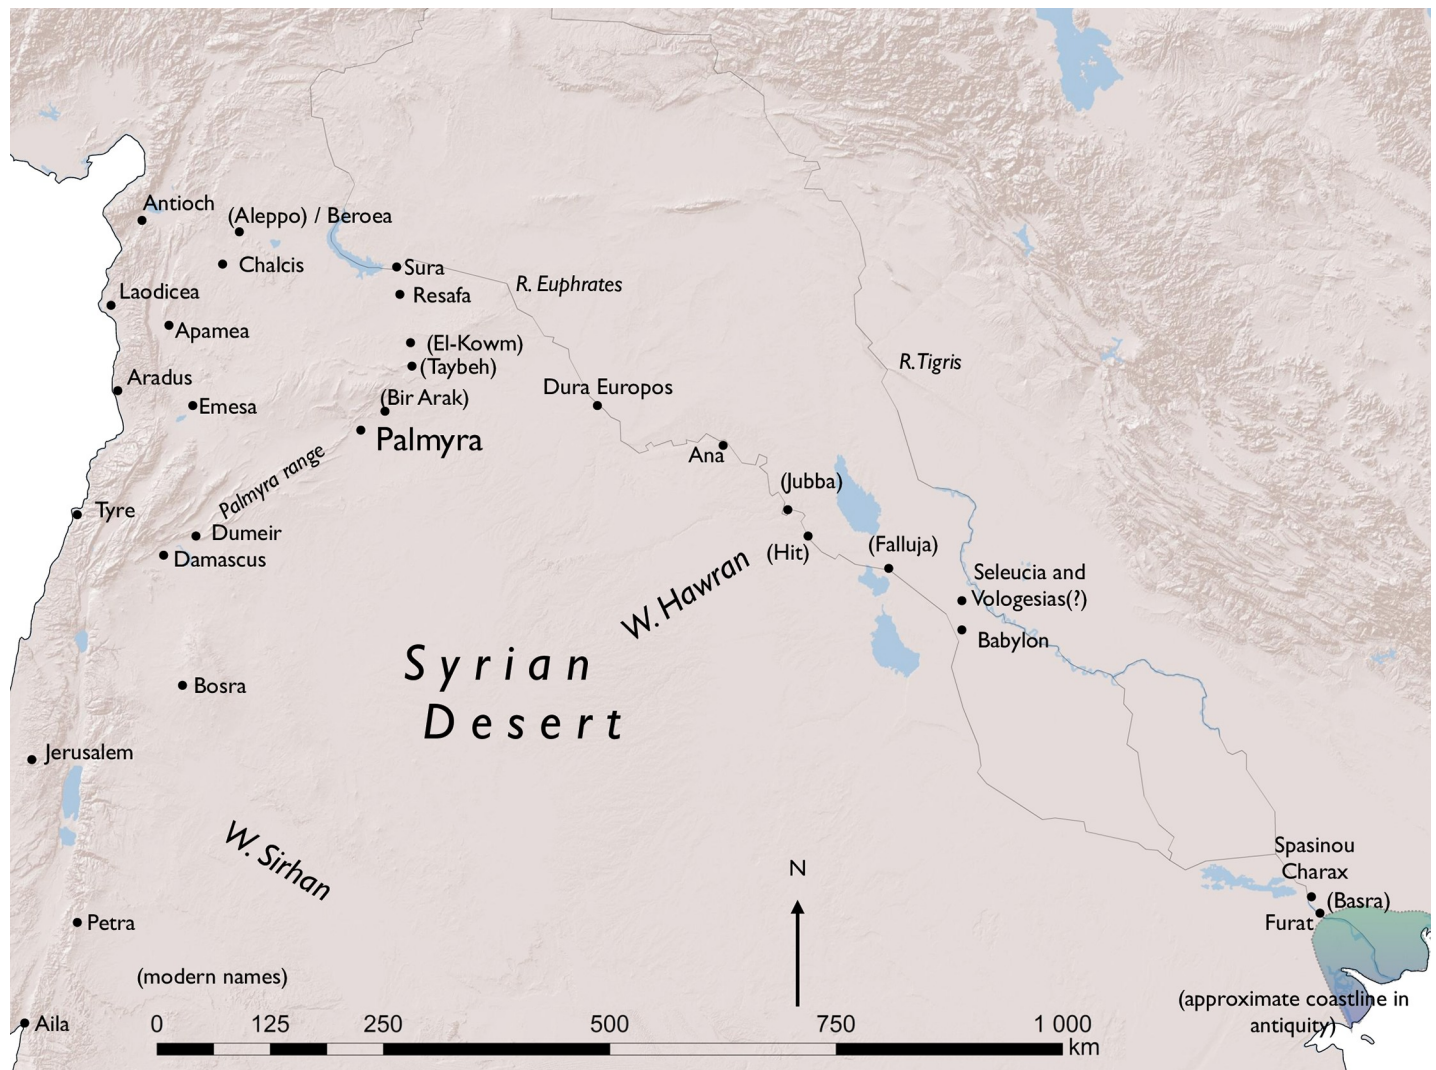 Antioch
(Aleppo) / Beroea
Chalcis
Sura
R. Euphrates
Laodicea
Resafa
Apamea
(El-Kowm)
(Taybeh)
R.Tigris
Aradus
Emesa
(Bir Arak)
Dura Europos
Palmyra
Ana
Palmyra range
(Jubba)
Tyre
Dumeir
Damascus
(Hit)
(Falluja)
W. Hawran
Seleucia and
Vologesias(?)
Babylon
Syrian
Desert
Bosra
Jerusalem
W. Sirhan
N
Spasinou
Charax
(Basra)
Furat
Petra
(modern names)
(approximate coastline in
antiquity)
Aila
0 125 250 500 750 1 000
km